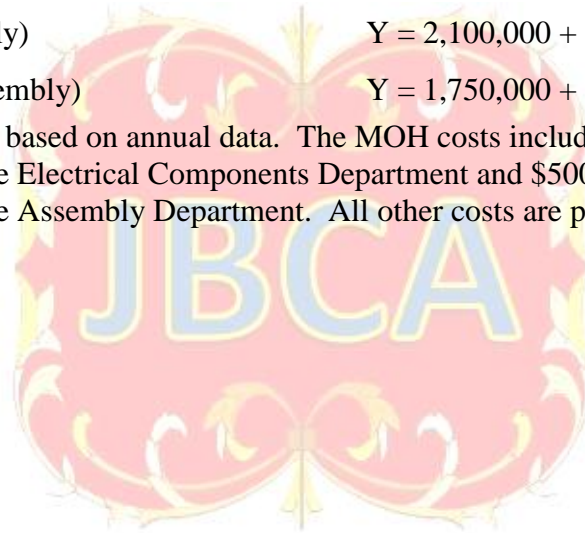 ly) Y = 2,100,000 +
embly) Y = 1,750,000 +
based on annual data. The MOH costs includ
e Electrical Components Department and $500
e Assembly Department. All other costs are p
JBCA